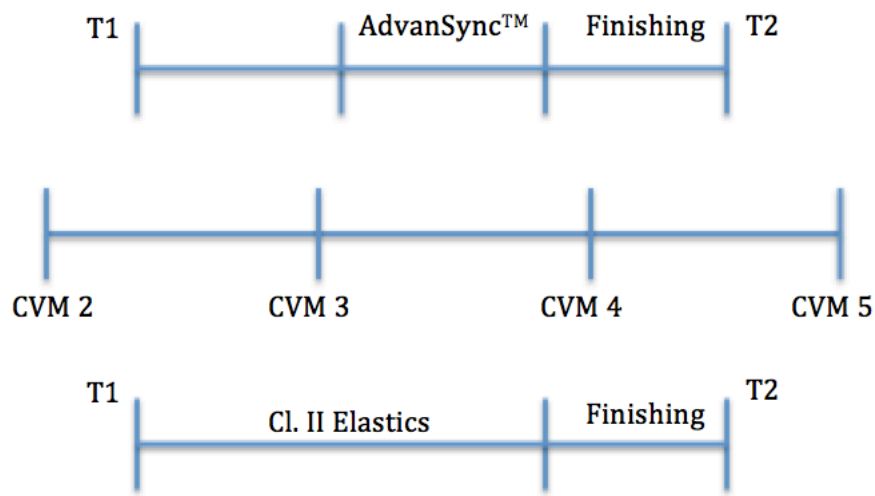 T1 AdvanSync™ Finishing T2
CVM 2 CVM 3 CVM 4 CVM 5
T1 Cl. II Elastics Finishing T2